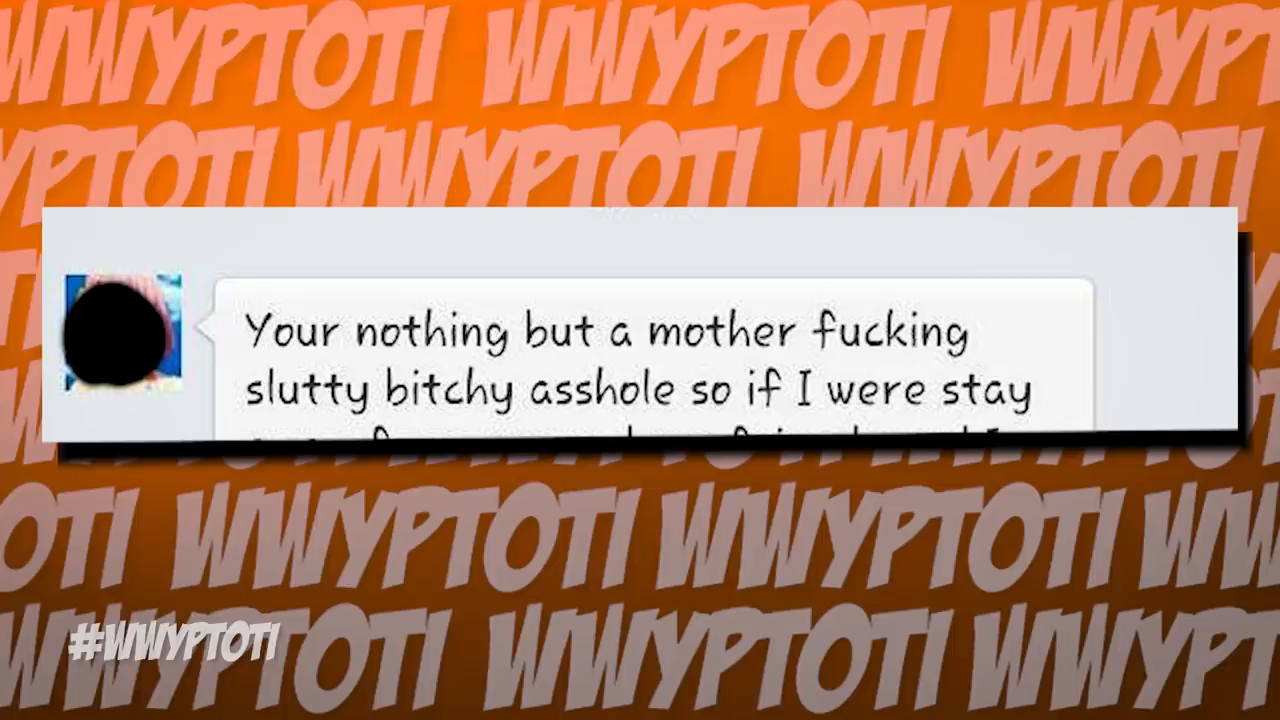 WWYPTOTI WWYPTOTI WWYP
YPTOTI WWYPTOTI WWYPTOTI
Your nothing but a mother fucking
slutty bitchy asshole so if I were stay
OTI WWYPTOTI WWYPTOTI WW
WWYPTOTI WWYPTOTI WWYPT
#WWYPTOTI